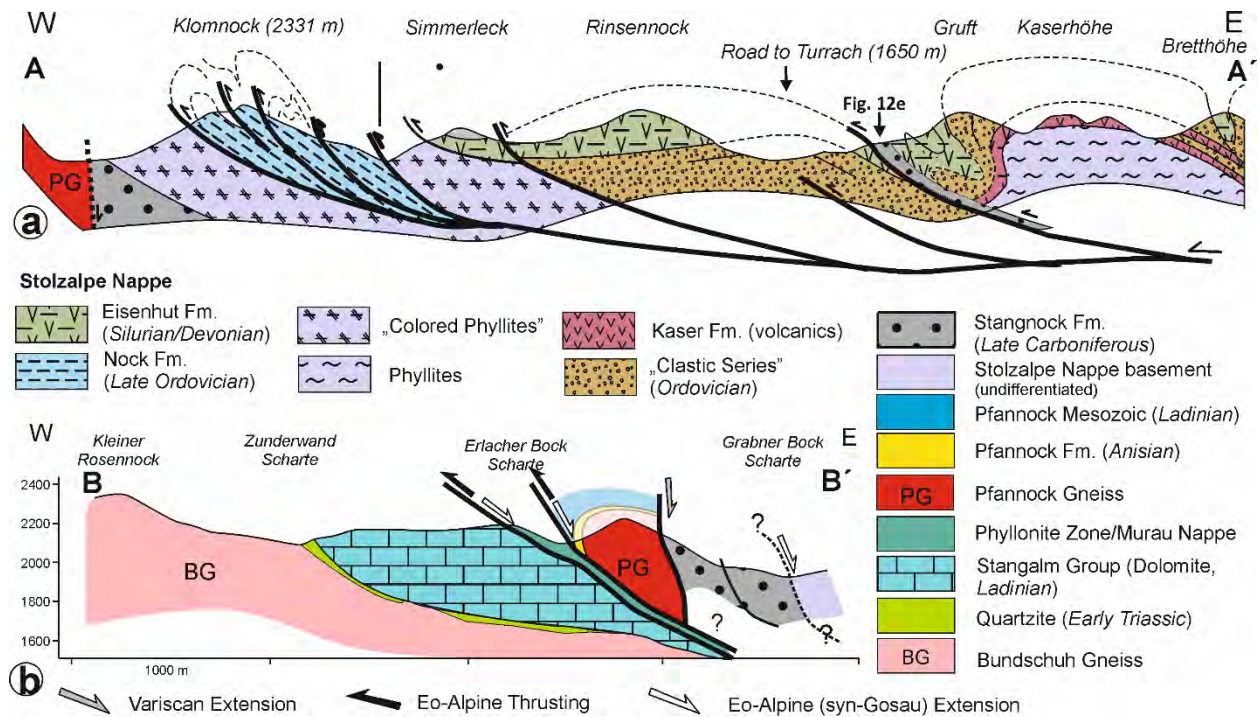 W
E
Klomnock (2331 m)
Simmerleck
Rinsennock
Gruft
Kaserhöhe
Bretthöhe
Road to Turrach (1650 m)
A
A´
Fig. 12e
PG
a
Stolzalpe Nappe
Eisenhut Fm.
(Silurian/Devonian)
Nock Fm.
(Late Ordovician)
„Colored Phyllites”
Phyllites
Kaser Fm. (volcanics)
„Clastic Series”
(Ordovician)
Stangnock Fm.
(Late Carboniferous)
Stolzalpe Nappe basement
(undifferentiated)
Pfannock Mesozoic (Ladinian)
Pfannock Fm. (Anisian)
PG
Pfannock Gneiss
Phyllonite Zone/Murau Nappe
Stangalm Group (Dolomite,
Ladinian)
Quartzite (Early Triassic)
BG
Bundschuh Gneiss
W
E
Kleiner
Rosennock
Zunderwand
Scharte
Erlacher Bock
Scharte
Grabner Bock
Scharte
B
B´
2400
2200
2000
1800
1600
BG
PG
?
?
?
1000 m
b
Variscan Extension
Eo-Alpine Thrusting
Eo-Alpine (syn-Gosau) Extension